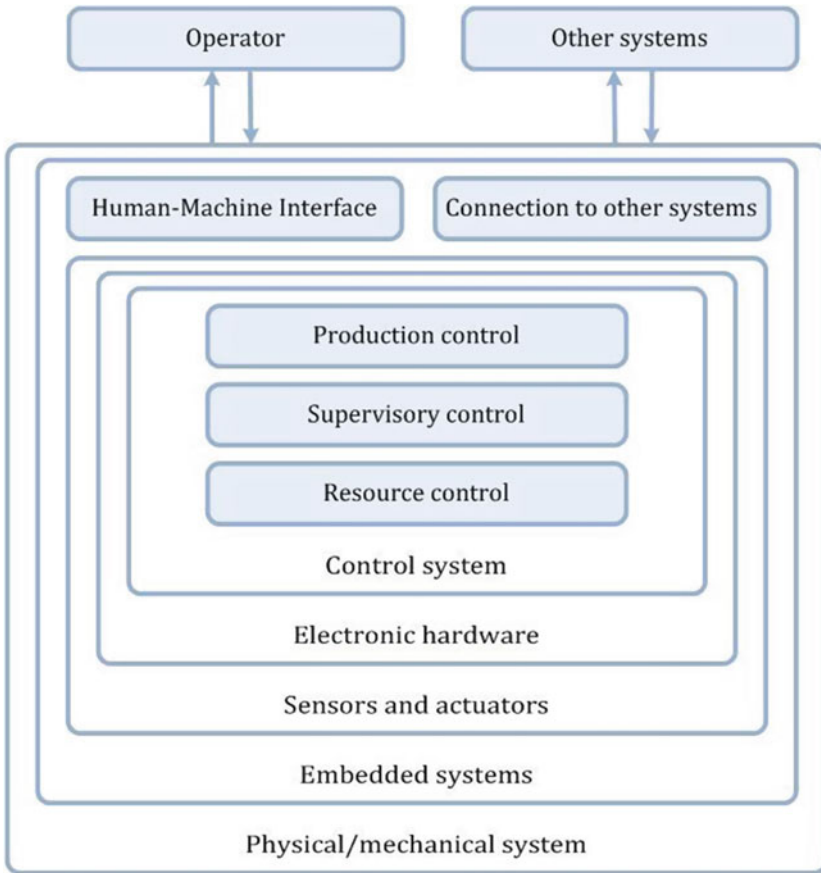 Operator
Other systems
Human-Machine Interface
Connection to other systems
Production control
Supervisory control
Resource control
Control system
Electronic hardware
Sensors and actuators
Embedded systems
Physical/mechanical system